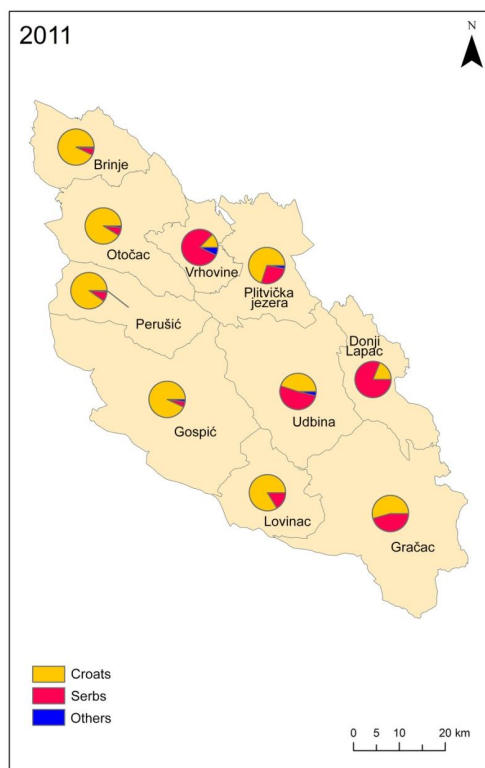 2011
N
Brinje
Otočac
Vrhovine
Plitvička
jezera
Perušić
Donji
Lapac
Gospić
Udbina
Lovinac
Gračac
Croats
Serbs
Others
0 5 10 20 km